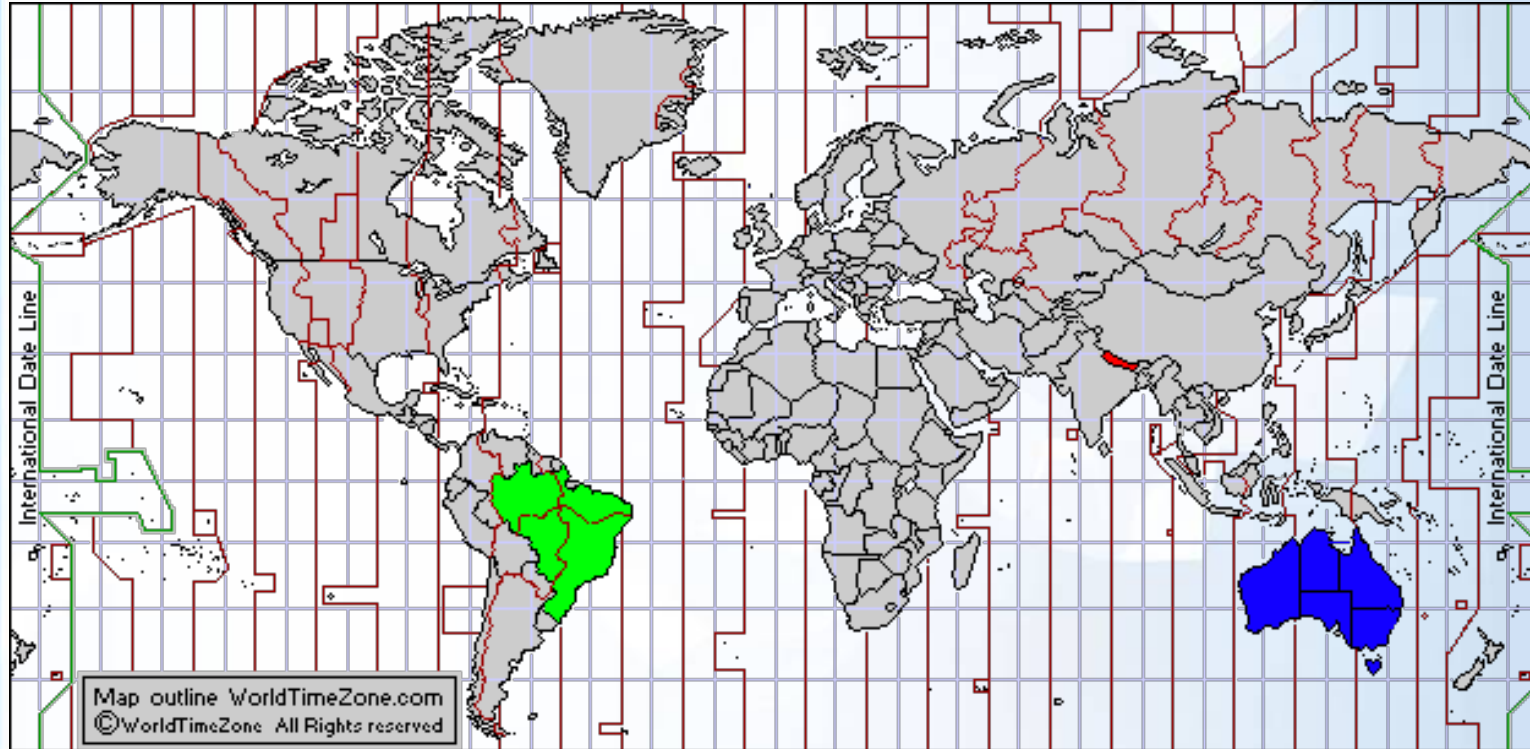 International Date Line
International Date Line
Map outline WorldTimeZone.com
©WorldTimeZone All Rights reserved